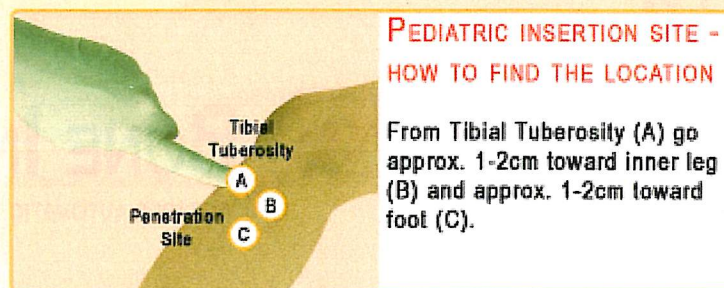 PEDIATRIC INSERTION SITE -
HOW TO FIND THE LOCATION
From Tibial Tuberosity (A) go
approx. 1-2cm toward inner leg
(B) and approx. 1-2cm toward
foot (C).
Tibial
Tuberosity
A
B
Penetration
Site
C